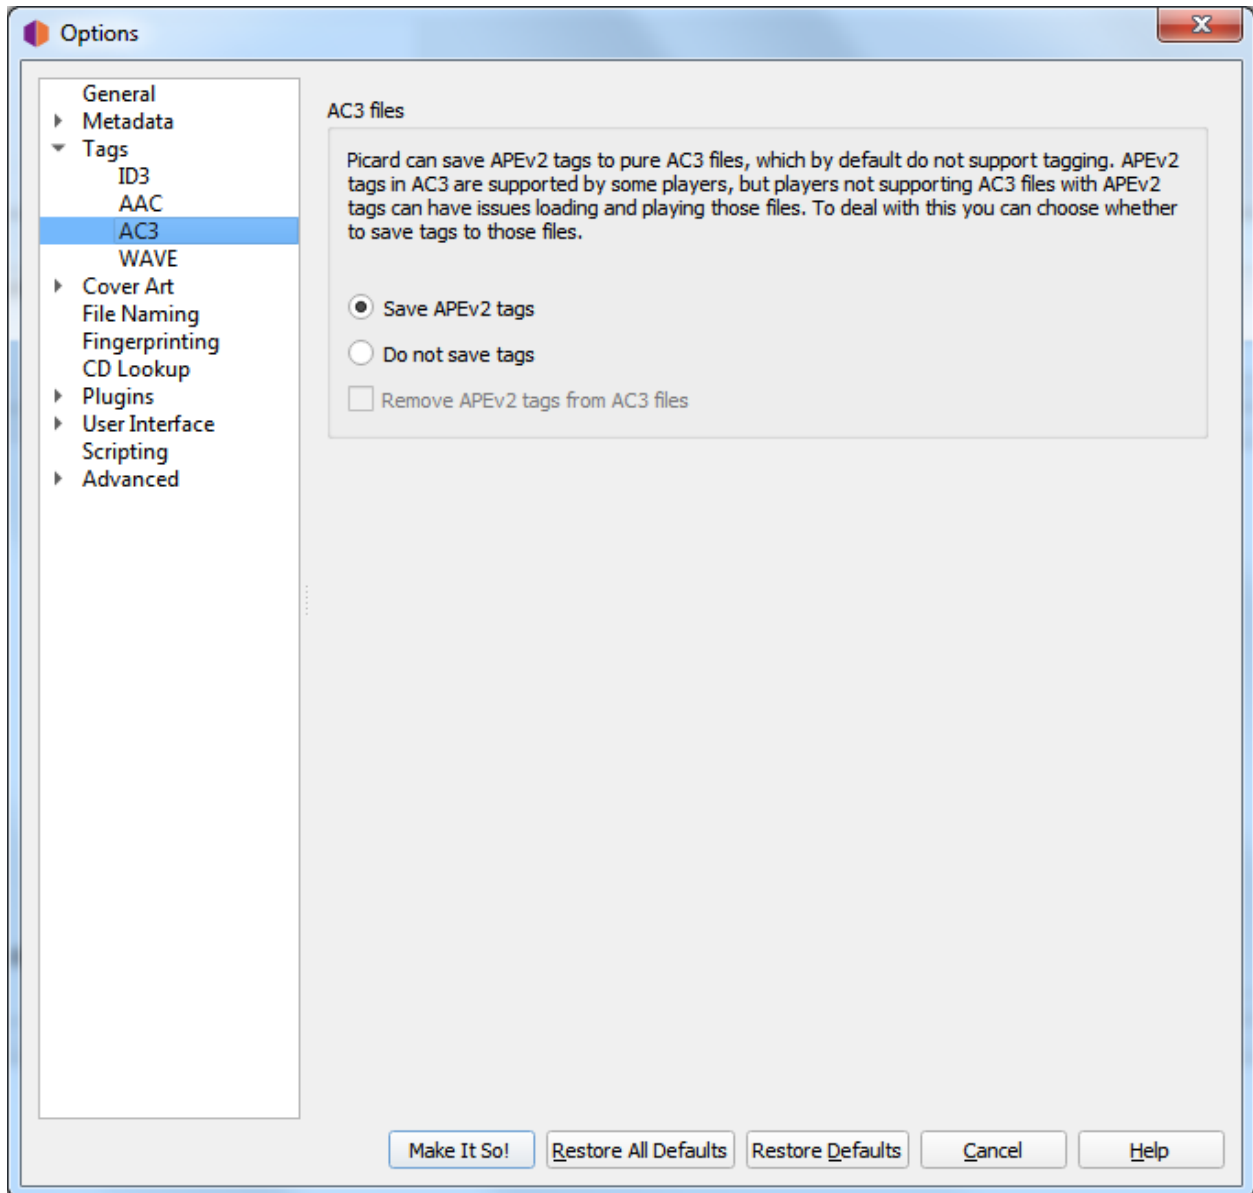 Options
General
Metadata
Tags
ID3
AAC
AC3
WAVE
Cover Art
File Naming
Fingerprinting
CD Lookup
Plugins
User Interface
Scripting
Advanced
AC3 files
Picard can save APEv2 tags to pure AC3 files, which by default do not support tagging. APEv2
tags in AC3 are supported by some players, but players not supporting AC3 files with APEv2
tags can have issues loading and playing those files. To deal with this you can choose whether
to save tags to those files.
Save APEv2 tags
Do not save tags
Remove APEv2 tags from AC3 files
Make It So! Restore All Defaults Restore Defaults Cancel Help